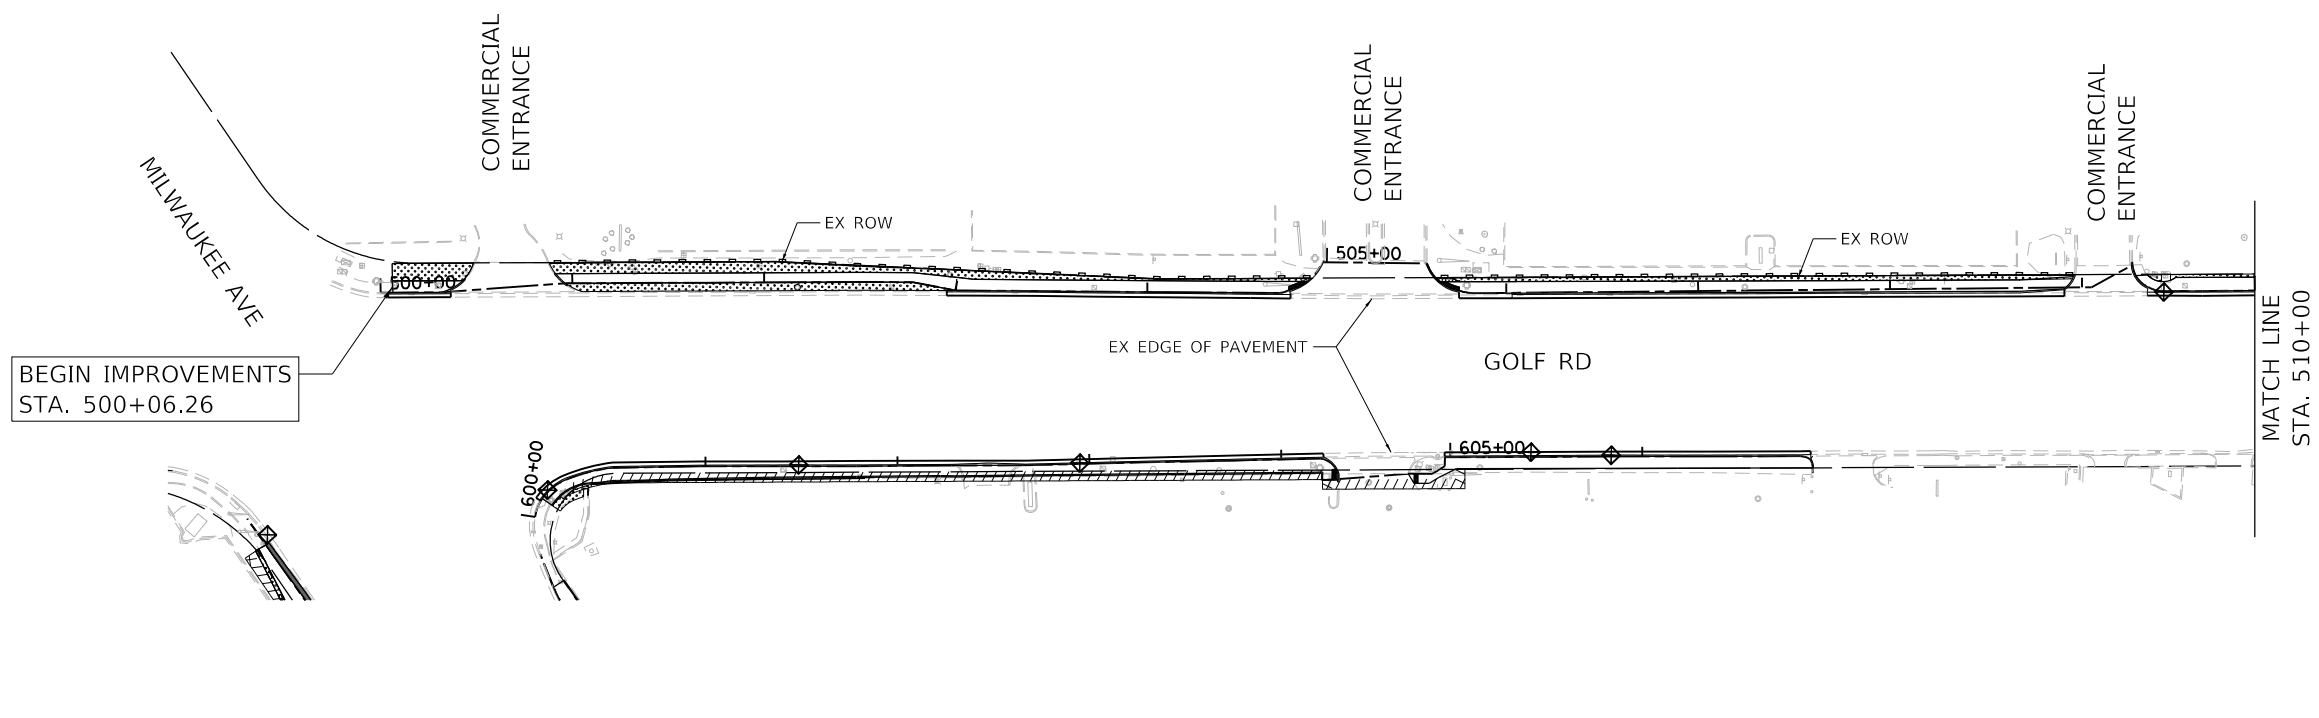 COMMERCIAL
ENTRANCE
COMMERCIAL
ENTRANCE
COMMERCIAL
ENTRANCE
MILWAUKEE AVE
EX ROW
EX ROW
505+00
500+00
BEGIN IMPROVEMENTS
STA. 500+06.26
EX EDGE OF PAVEMENT
GOLF RD
MATCH LINE
STA. 510+00
600+00
605+00